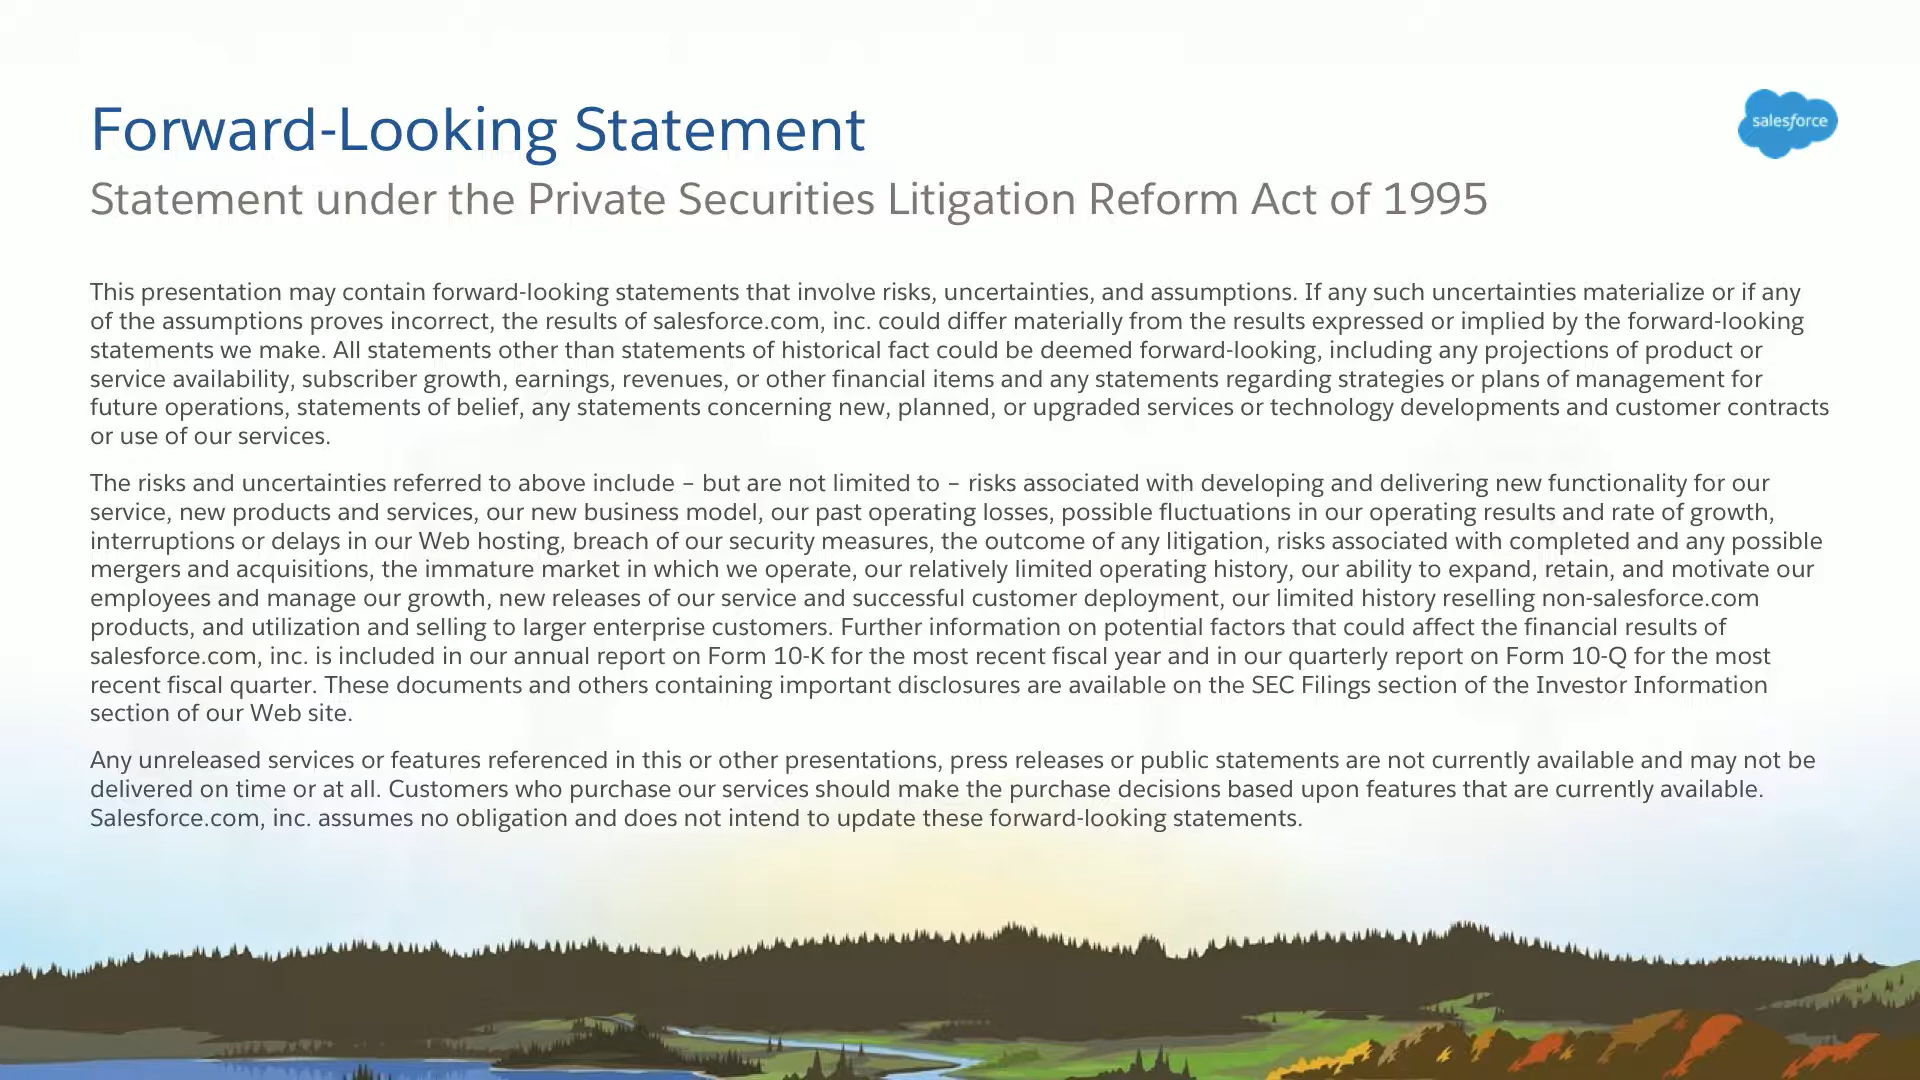 Forward-Looking Statement
salesforce
Statement under the Private Securities Litigation Reform Act of 1995
This presentation may contain forward-looking statements that involve risks, uncertainties, and assumptions. If any such uncertainties materialize or if any
of the assumptions proves incorrect, the results of salesforce.com, inc. could differ materially from the results expressed or implied by the forward-looking
statements we make. All statements other than statements of historical fact could be deemed forward-looking, including any projections of product or
service availability, subscriber growth, earnings, revenues, or other financial items and any statements regarding strategies or plans of management for
future operations, statements of belief, any statements concerning new, planned, or upgraded services or technology developments and customer contracts
or use of our services.
The risks and uncertainties referred to above include – but are not limited to – risks associated with developing and delivering new functionality for our
service, new products and services, our new business model, our past operating losses, possible fluctuations in our operating results and rate of growth,
interruptions or delays in our Web hosting, breach of our security measures, the outcome of any litigation, risks associated with completed and any possible
mergers and acquisitions, the immature market in which we operate, our relatively limited operating history, our ability to expand, retain, and motivate our
employees and manage our growth, new releases of our service and successful customer deployment, our limited history reselling non-salesforce.com
products, and utilization and selling to larger enterprise customers. Further information on potential factors that could affect the financial results of
salesforce.com, inc. is included in our annual report on Form 10-K for the most recent fiscal year and in our quarterly report on Form 10-Q for the most
recent fiscal quarter. These documents and others containing important disclosures are available on the SEC Filings section of the Investor Information
section of our Web site.
Any unreleased services or features referenced in this or other presentations, press releases or public statements are not currently available and may not be
delivered on time or at all. Customers who purchase our services should make the purchase decisions based upon features that are currently available.
Salesforce.com, inc. assumes no obligation and does not intend to update these forward-looking statements.